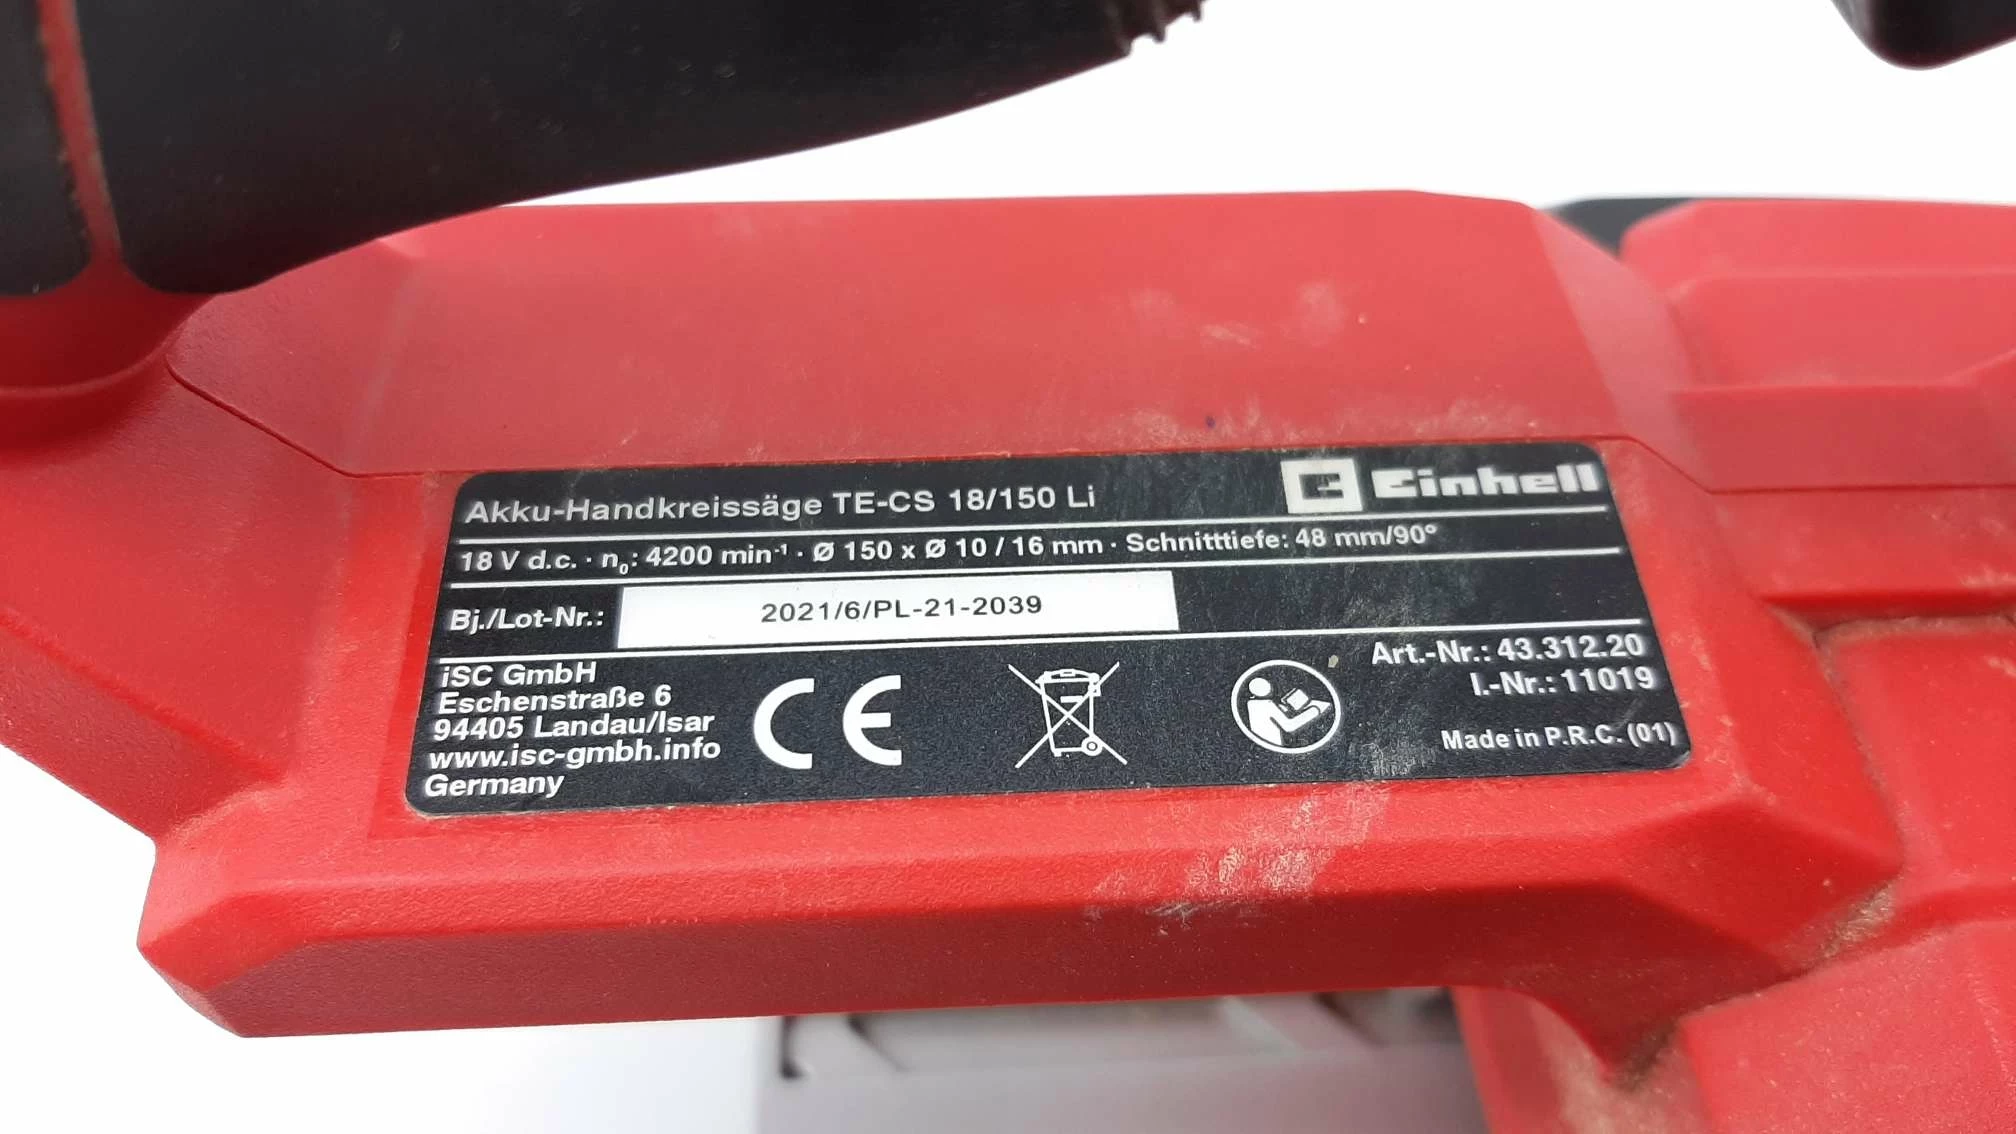 Akku-Handkreissäge TE-CS 18/150 Li
Einhell
18 V d.c. · n₀: 4200 min⁻¹ · Ø 150 x Ø 10 / 16 mm · Schnitttiefe: 48 mm/90°
Bj./Lot-Nr.: 2021/6/PL-21-2039
iSC GmbH
Eschenstraße 6
94405 Landau/Isar
www.isc-gmbh.info
Germany
CE
Art.-Nr.: 43.312.20
I.-Nr.: 11019
Made in P.R.C. (01)